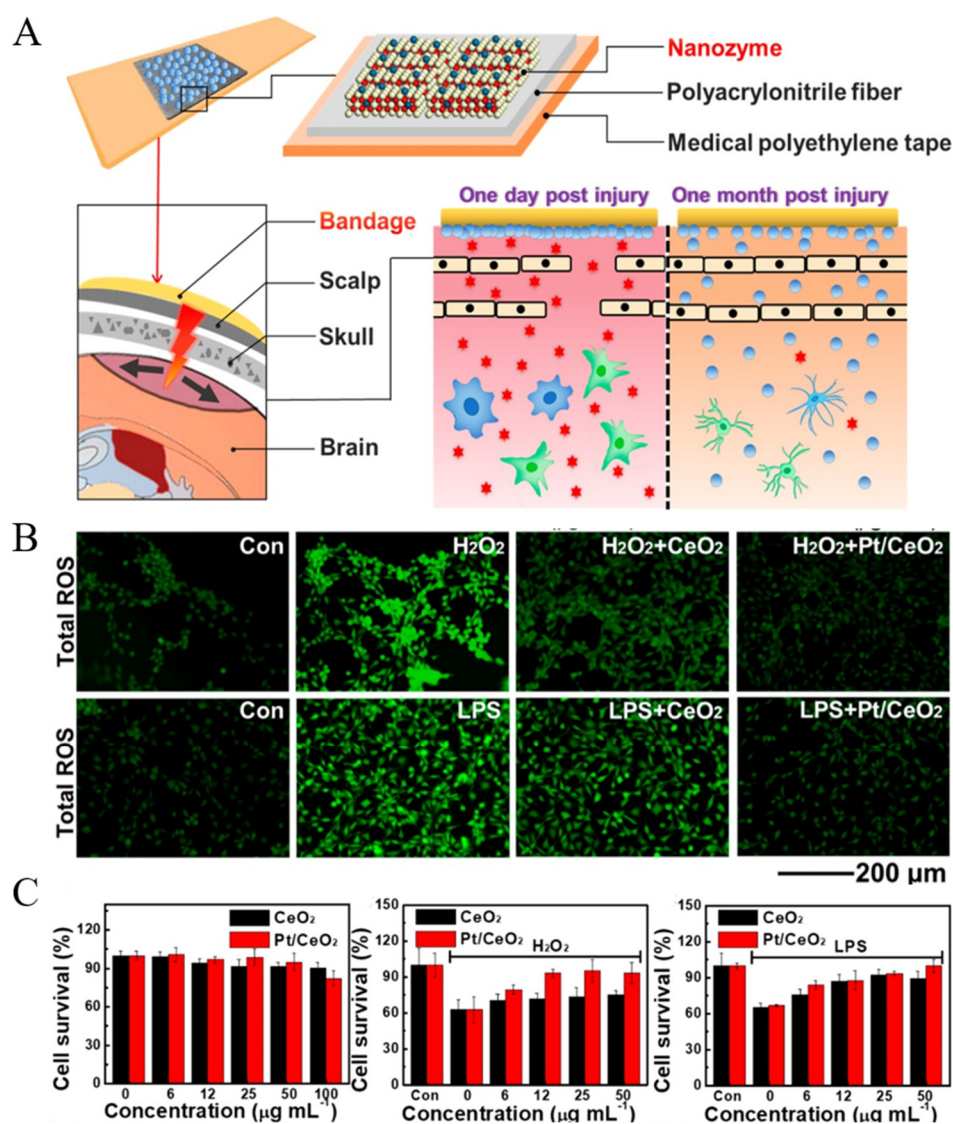 A
Nanozyme
Polyacrylonitrile fiber
Medical polyethylene tape
Bandage
Scalp
Skull
Brain
One day post injury
One month post injury
B
Total ROS
Con
H₂O₂
H₂O₂+CeO₂
H₂O₂+Pt/CeO₂
Total ROS
Con
LPS
LPS+CeO₂
LPS+Pt/CeO₂
200 μm
C
Cell survival (%)
120
90
60
30
0
CeO₂
Pt/CeO₂
0 6 12 25 50 100
Concentration (μg mL⁻¹)
Cell survival (%)
150
120
90
60
30
0
CeO₂
Pt/CeO₂
H₂O₂
Con 0 6 12 25 50
Concentration (μg mL⁻¹)
Cell survival (%)
150
120
90
60
30
0
CeO₂
Pt/CeO₂
LPS
Con 0 6 12 25 50
Concentration (μg mL⁻¹)